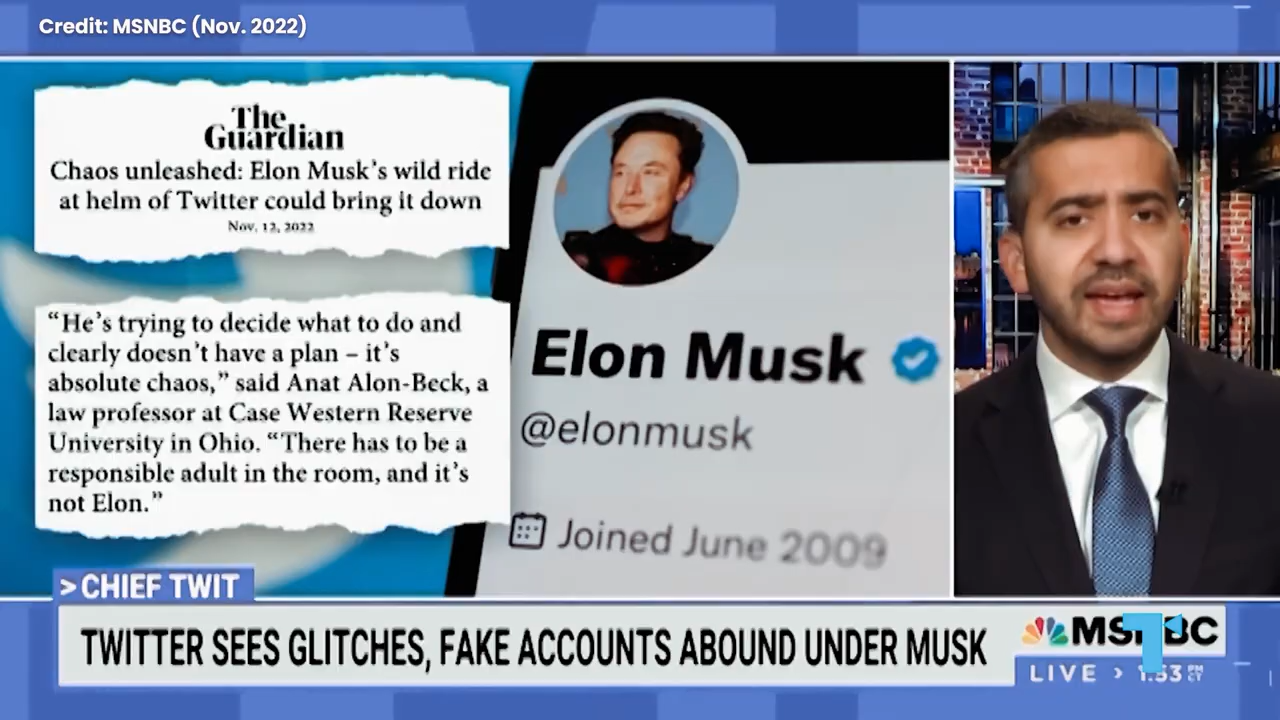 Credit: MSNBC (Nov. 2022)
The
Guardian
Chaos unleashed: Elon Musk's wild ride
at helm of Twitter could bring it down
Nov. 12, 2022
“He's trying to decide what to do and
clearly doesn't have a plan – it's
absolute chaos,” said Anat Alon-Beck, a
law professor at Case Western Reserve
University in Ohio. “There has to be a
responsible adult in the room, and it's
not Elon.”
Elon Musk
@elonmusk
Joined June 2009
>CHIEF TWIT
TWITTER SEES GLITCHES, FAKE ACCOUNTS ABOUND UNDER MUSK
MSNBC
LIVE > 1:53 PM CT